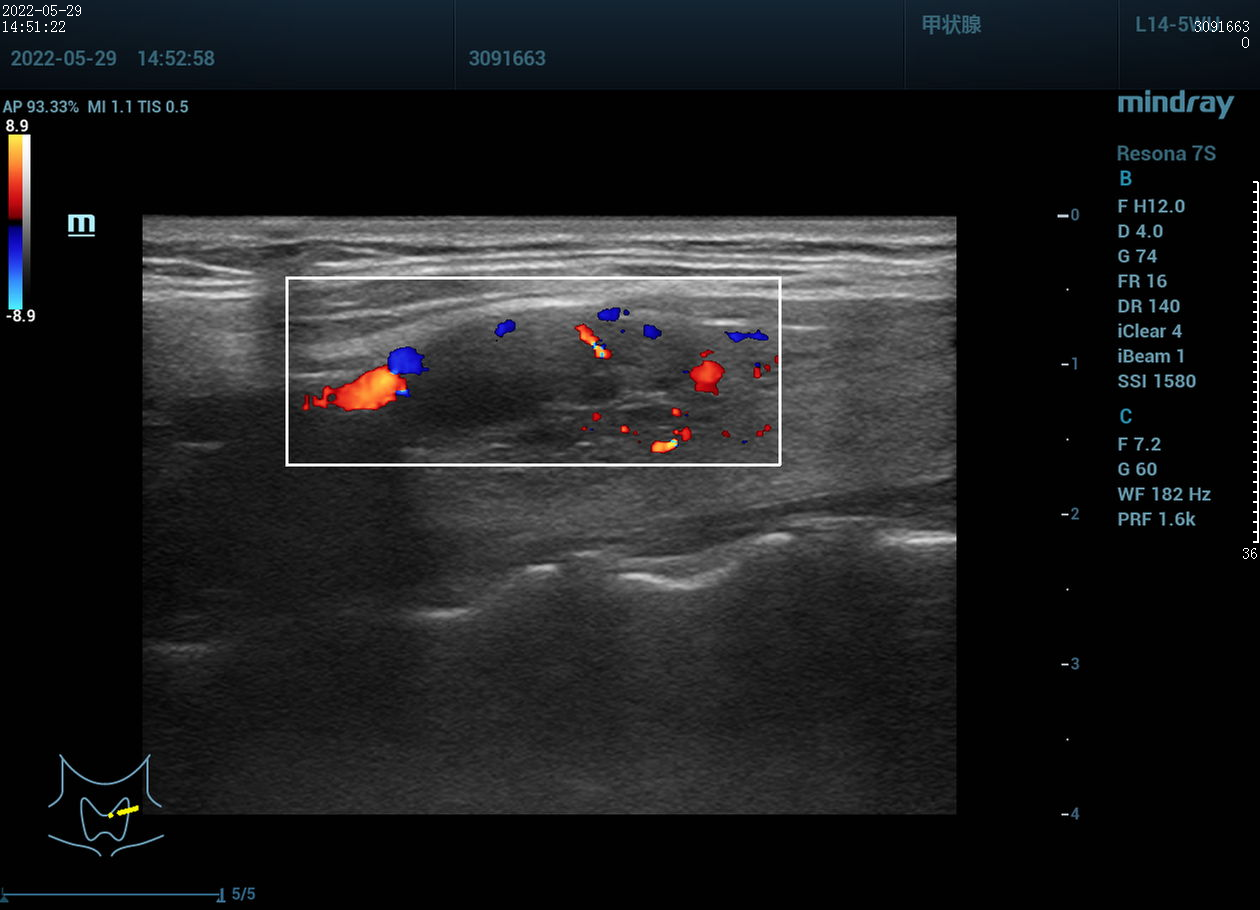 2022-05-29
14:51:22
甲状腺
3091663
0
2022-05-29 14:52:58
3091663
AP 93.33% MI 1.1 TIS 0.5
mindray
8.9
-8.9
m
Resona 7S
B
F H12.0
D 4.0
G 74
FR 16
DR 140
iClear 4
iBeam 1
SSI 1580
C
F 7.2
G 60
WF 182 Hz
PRF 1.6k
0
1
2
3
4
36
5/5